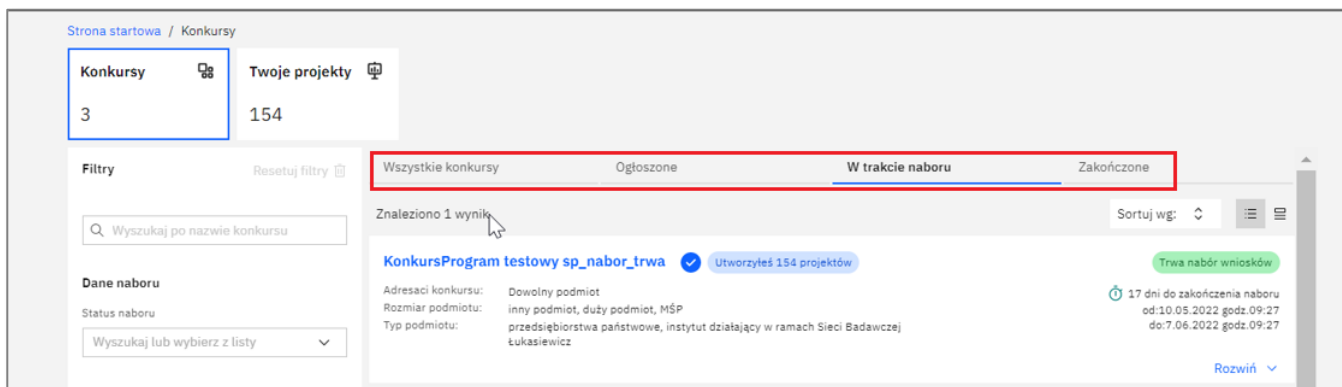 Strona startowa / Konkursy
Konkursy
3
Twoje projekty
154
Filtry
Resetuj filtry
Wyszukaj po nazwie konkursu
Dane naboru
Status naboru
Wyszukaj lub wybierz z listy
Wszystkie konkursy Ogłoszone W trakcie naboru Zakończone
Znaleziono 1 wynik
Sortuj wg:
KonkursProgram testowy sp_nabor_trwa Utworzyłeś 154 projektów
Adresaci konkursu: Dowolny podmiot
Rozmiar podmiotu: inny podmiot, duży podmiot, MŚP
Typ podmiotu: przedsiębiorstwa państwowe, instytut działający w ramach Sieci Badawczej
Łukasiewicz
Trwa nabór wniosków
17 dni do zakończenia naboru
od:10.05.2022 godz.09:27
do:7.06.2022 godz.09:27
Rozwiń